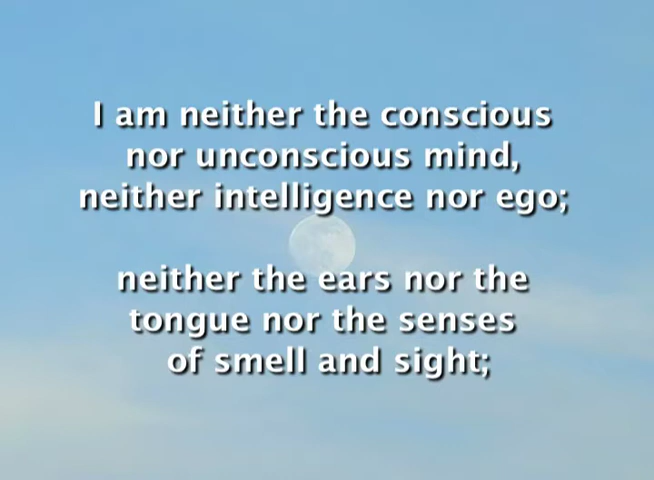 I am neither the conscious
nor unconscious mind,
neither intelligence nor ego;
neither the ears nor the
tongue nor the senses
of smell and sight;